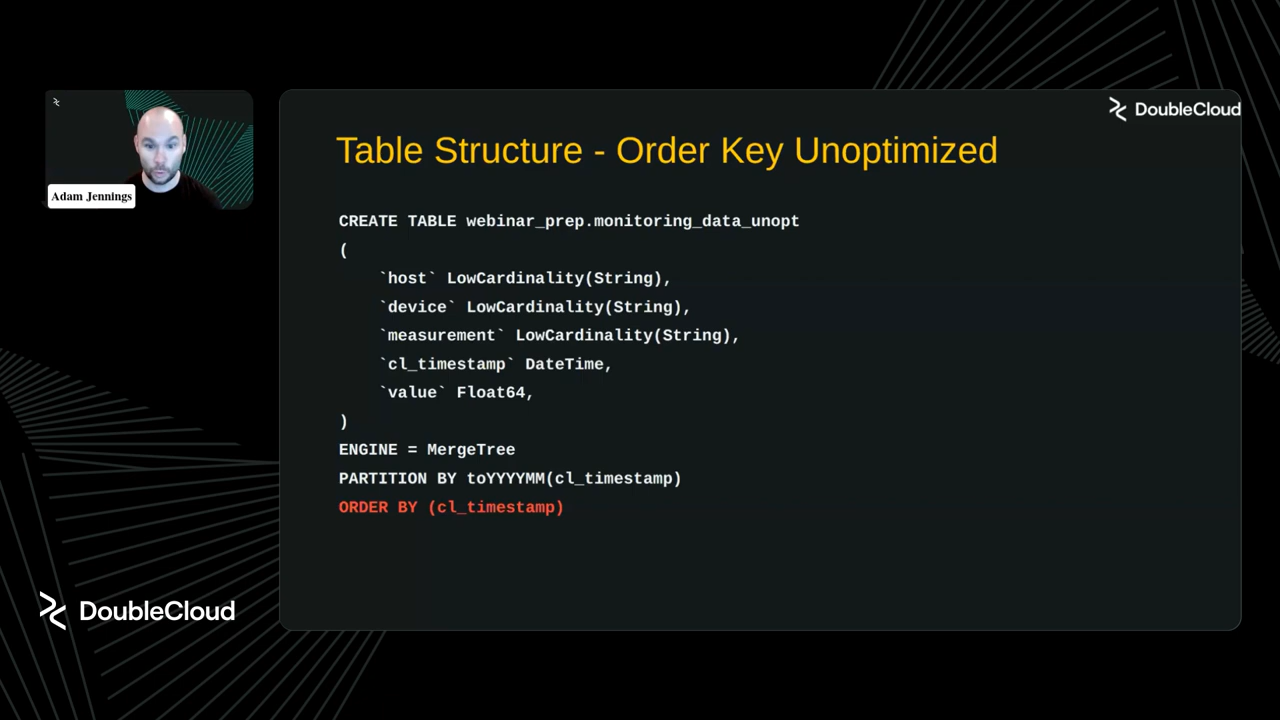 DoubleCloud
Adam Jennings
Table Structure - Order Key Unoptimized
CREATE TABLE webinar_prep.monitoring_data_unopt
(
`host` LowCardinality(String),
`device` LowCardinality(String),
`measurement` LowCardinality(String),
`cl_timestamp` DateTime,
`value` Float64,
)
ENGINE = MergeTree
PARTITION BY toYYYYMM(cl_timestamp)
ORDER BY (cl_timestamp)
DoubleCloud